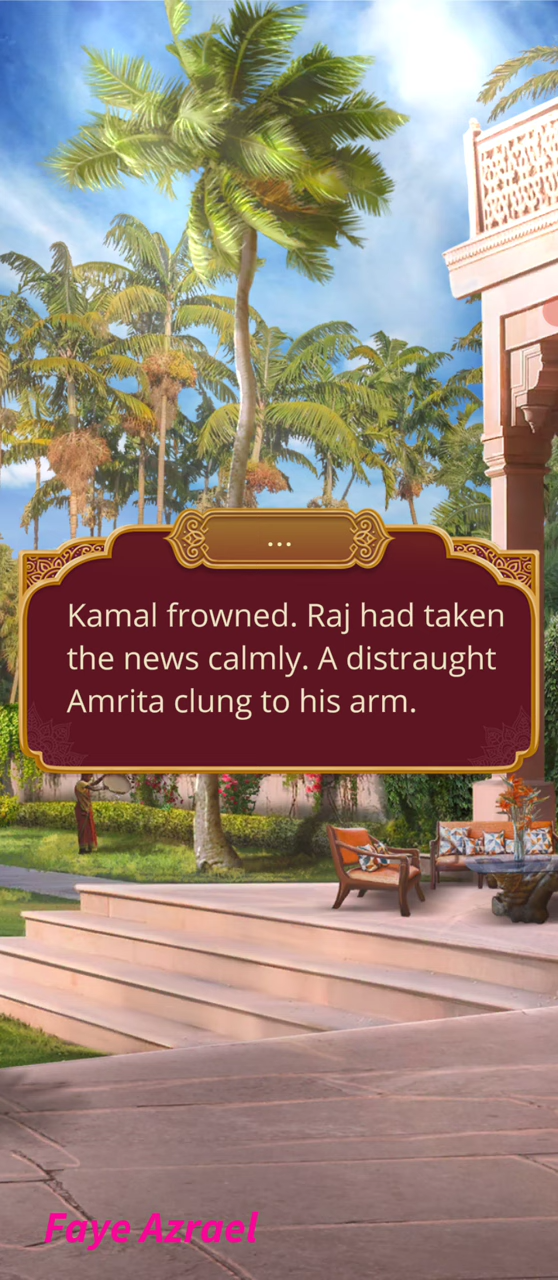 ...
Kamal frowned. Raj had taken
the news calmly. A distraught
Amrita clung to his arm.
Faye Azrael